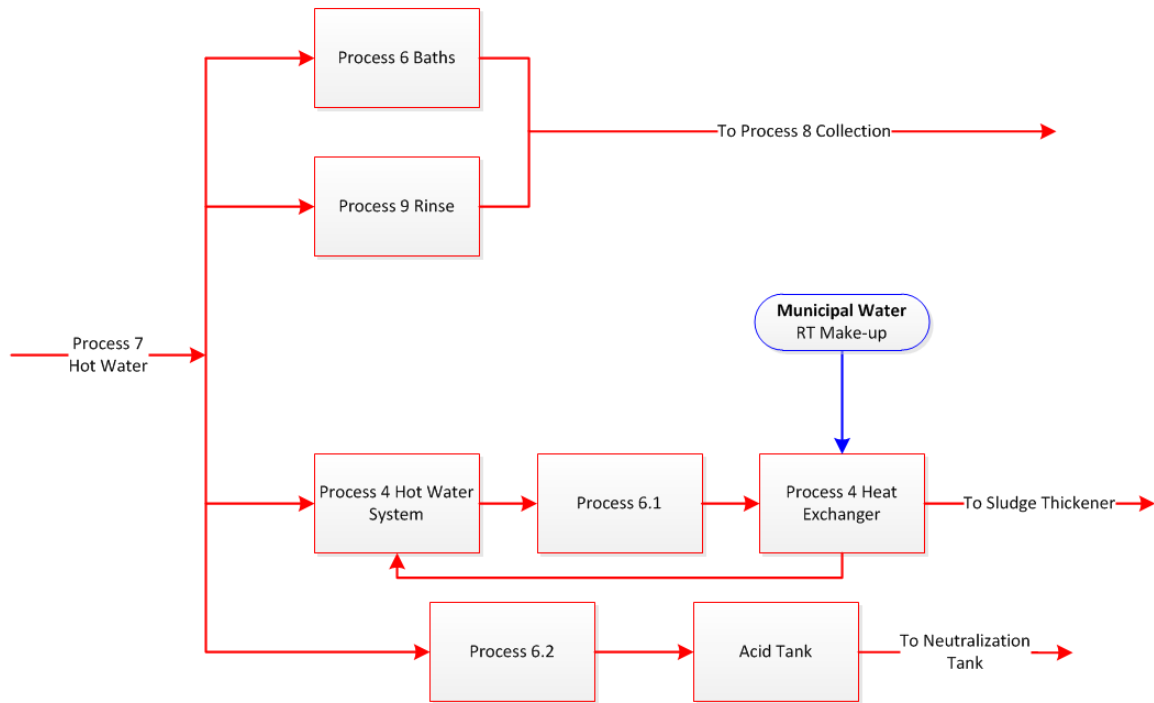 Process 6 Baths
To Process 8 Collection
Process 9 Rinse
Municipal Water
RT Make-up
Process 7
Hot Water
Process 4 Hot Water
System
Process 6.1
Process 4 Heat
Exchanger
To Sludge Thickener
Process 6.2
Acid Tank
To Neutralization
Tank